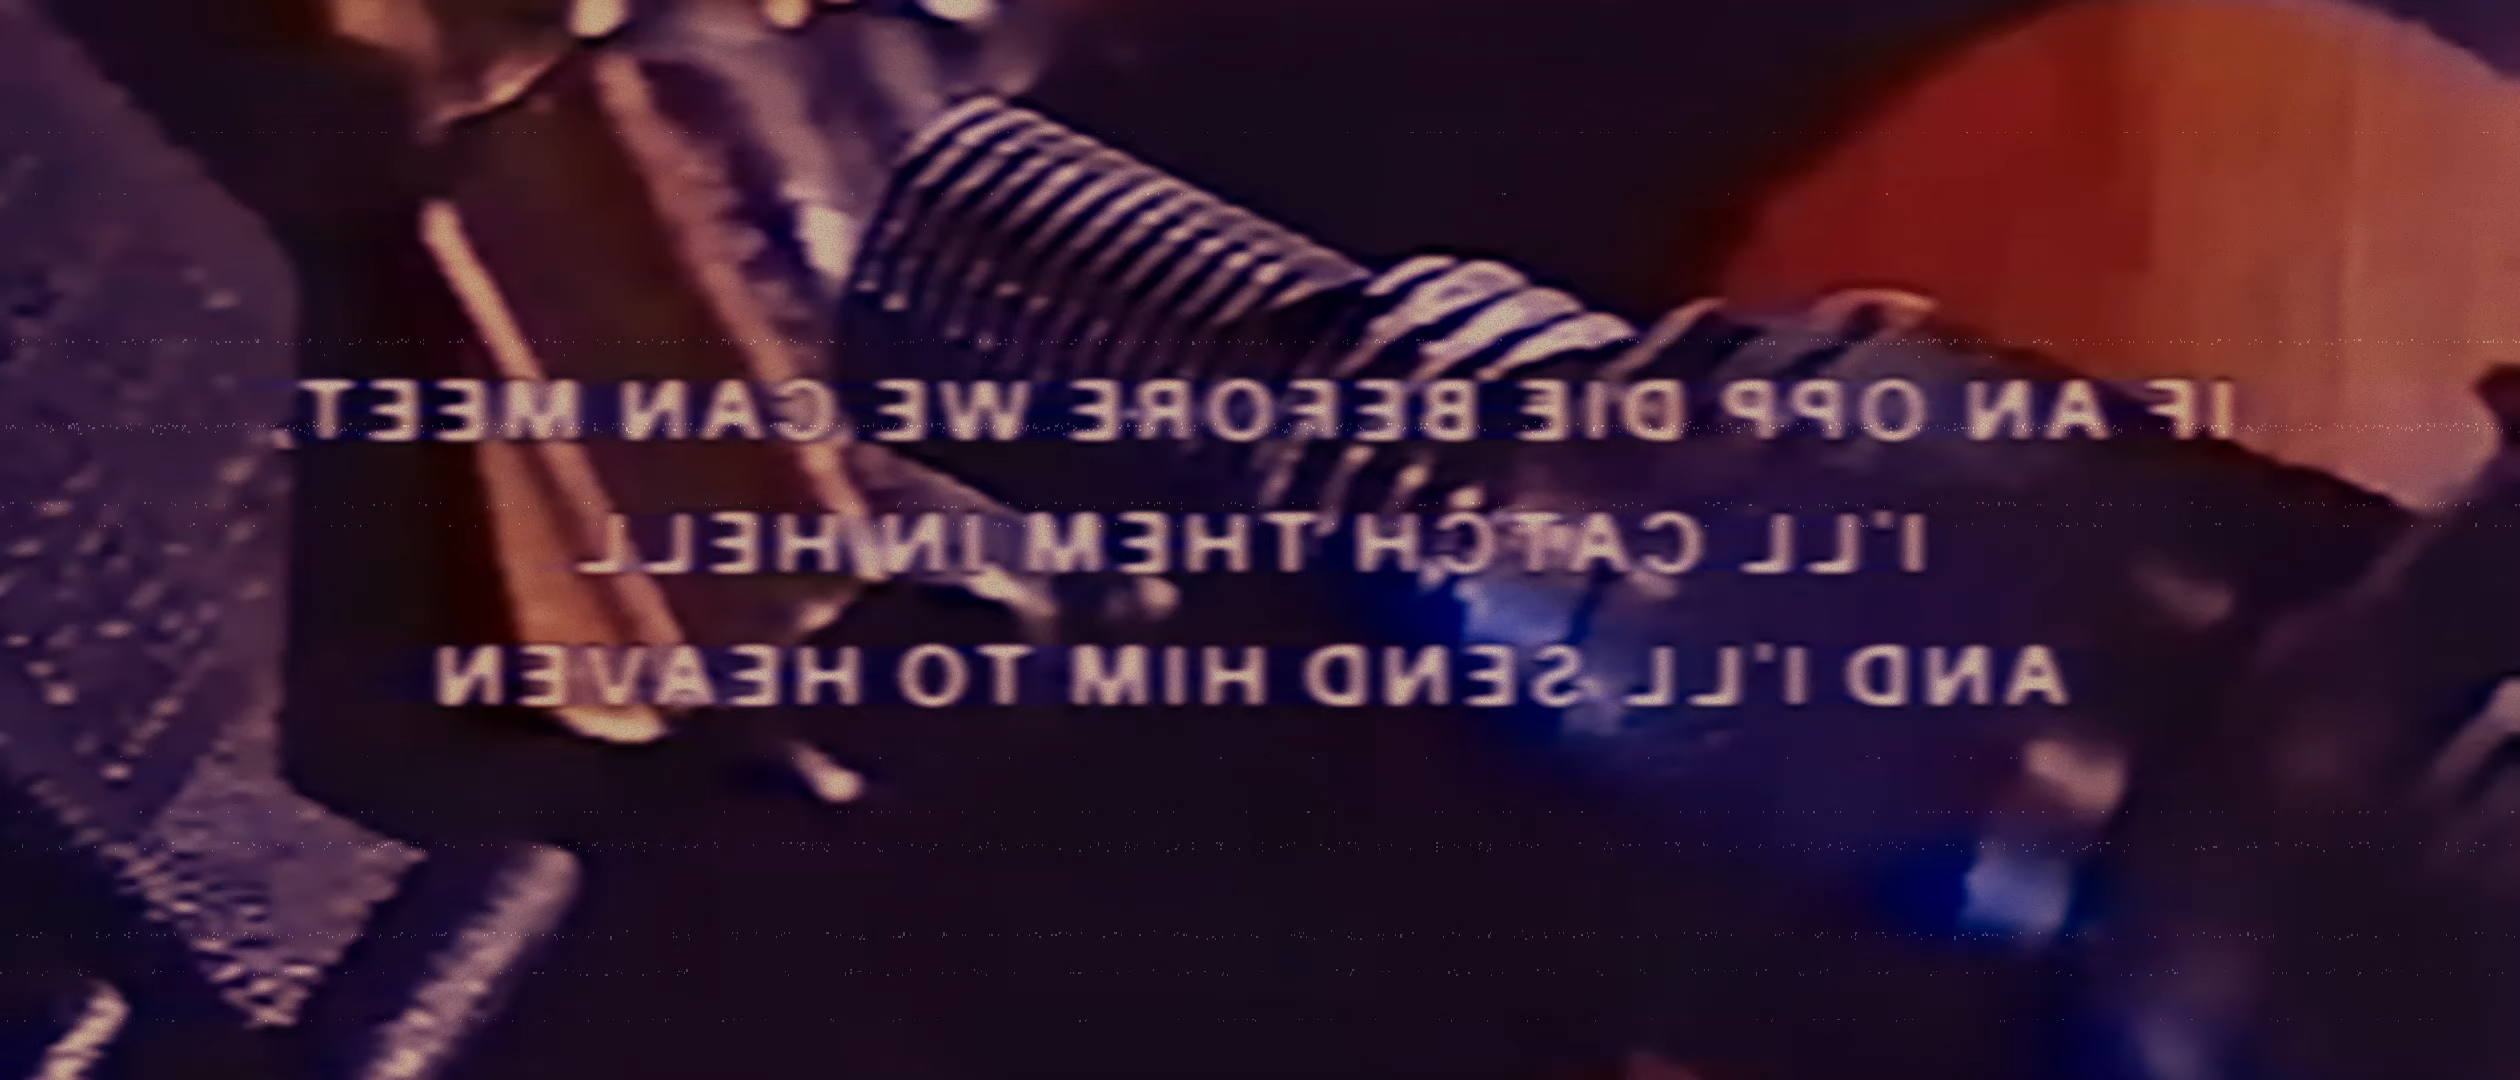 IF AN OPP DIE BEFORE WE CAN MEET
I'LL CATCH THEM IN HELL
AND I'LL SEND HIM TO HEAVEN